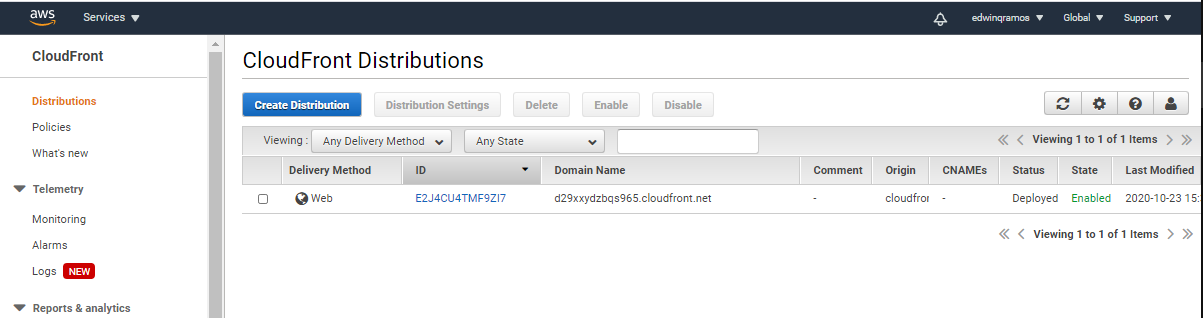 aws Services edwinqramos Global Support
CloudFront
CloudFront Distributions
Distributions
Policies
What's new
Telemetry
Monitoring
Alarms
Logs NEW
Reports & analytics
Create Distribution Distribution Settings Delete Enable Disable
Viewing : Any Delivery Method Any State Viewing 1 to 1 of 1 Items
Delivery Method ID Domain Name Comment Origin CNAMEs Status State Last Modified
Web E2J4CU4TMF9ZI7 d29xxydzbqs965.cloudfront.net - cloudfror - Deployed Enabled 2020-10-23 15:
Viewing 1 to 1 of 1 Items